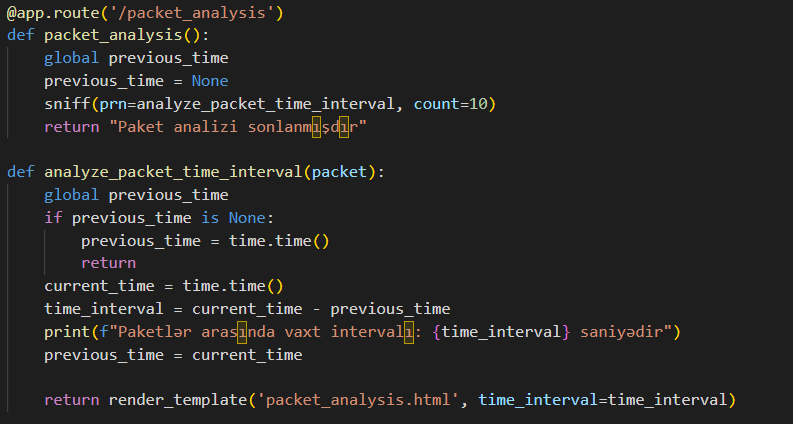 @app.route('/packet_analysis')
def packet_analysis():
    global previous_time
    previous_time = None
    sniff(prn=analyze_packet_time_interval, count=10)
    return "Paket analizi sonlanmışdır"

def analyze_packet_time_interval(packet):
    global previous_time
    if previous_time is None:
        previous_time = time.time()
        return
    current_time = time.time()
    time_interval = current_time - previous_time
    print(f"Paketlər arasında vaxt intervalı: {time_interval} saniyədir")
    previous_time = current_time

    return render_template('packet_analysis.html', time_interval=time_interval)